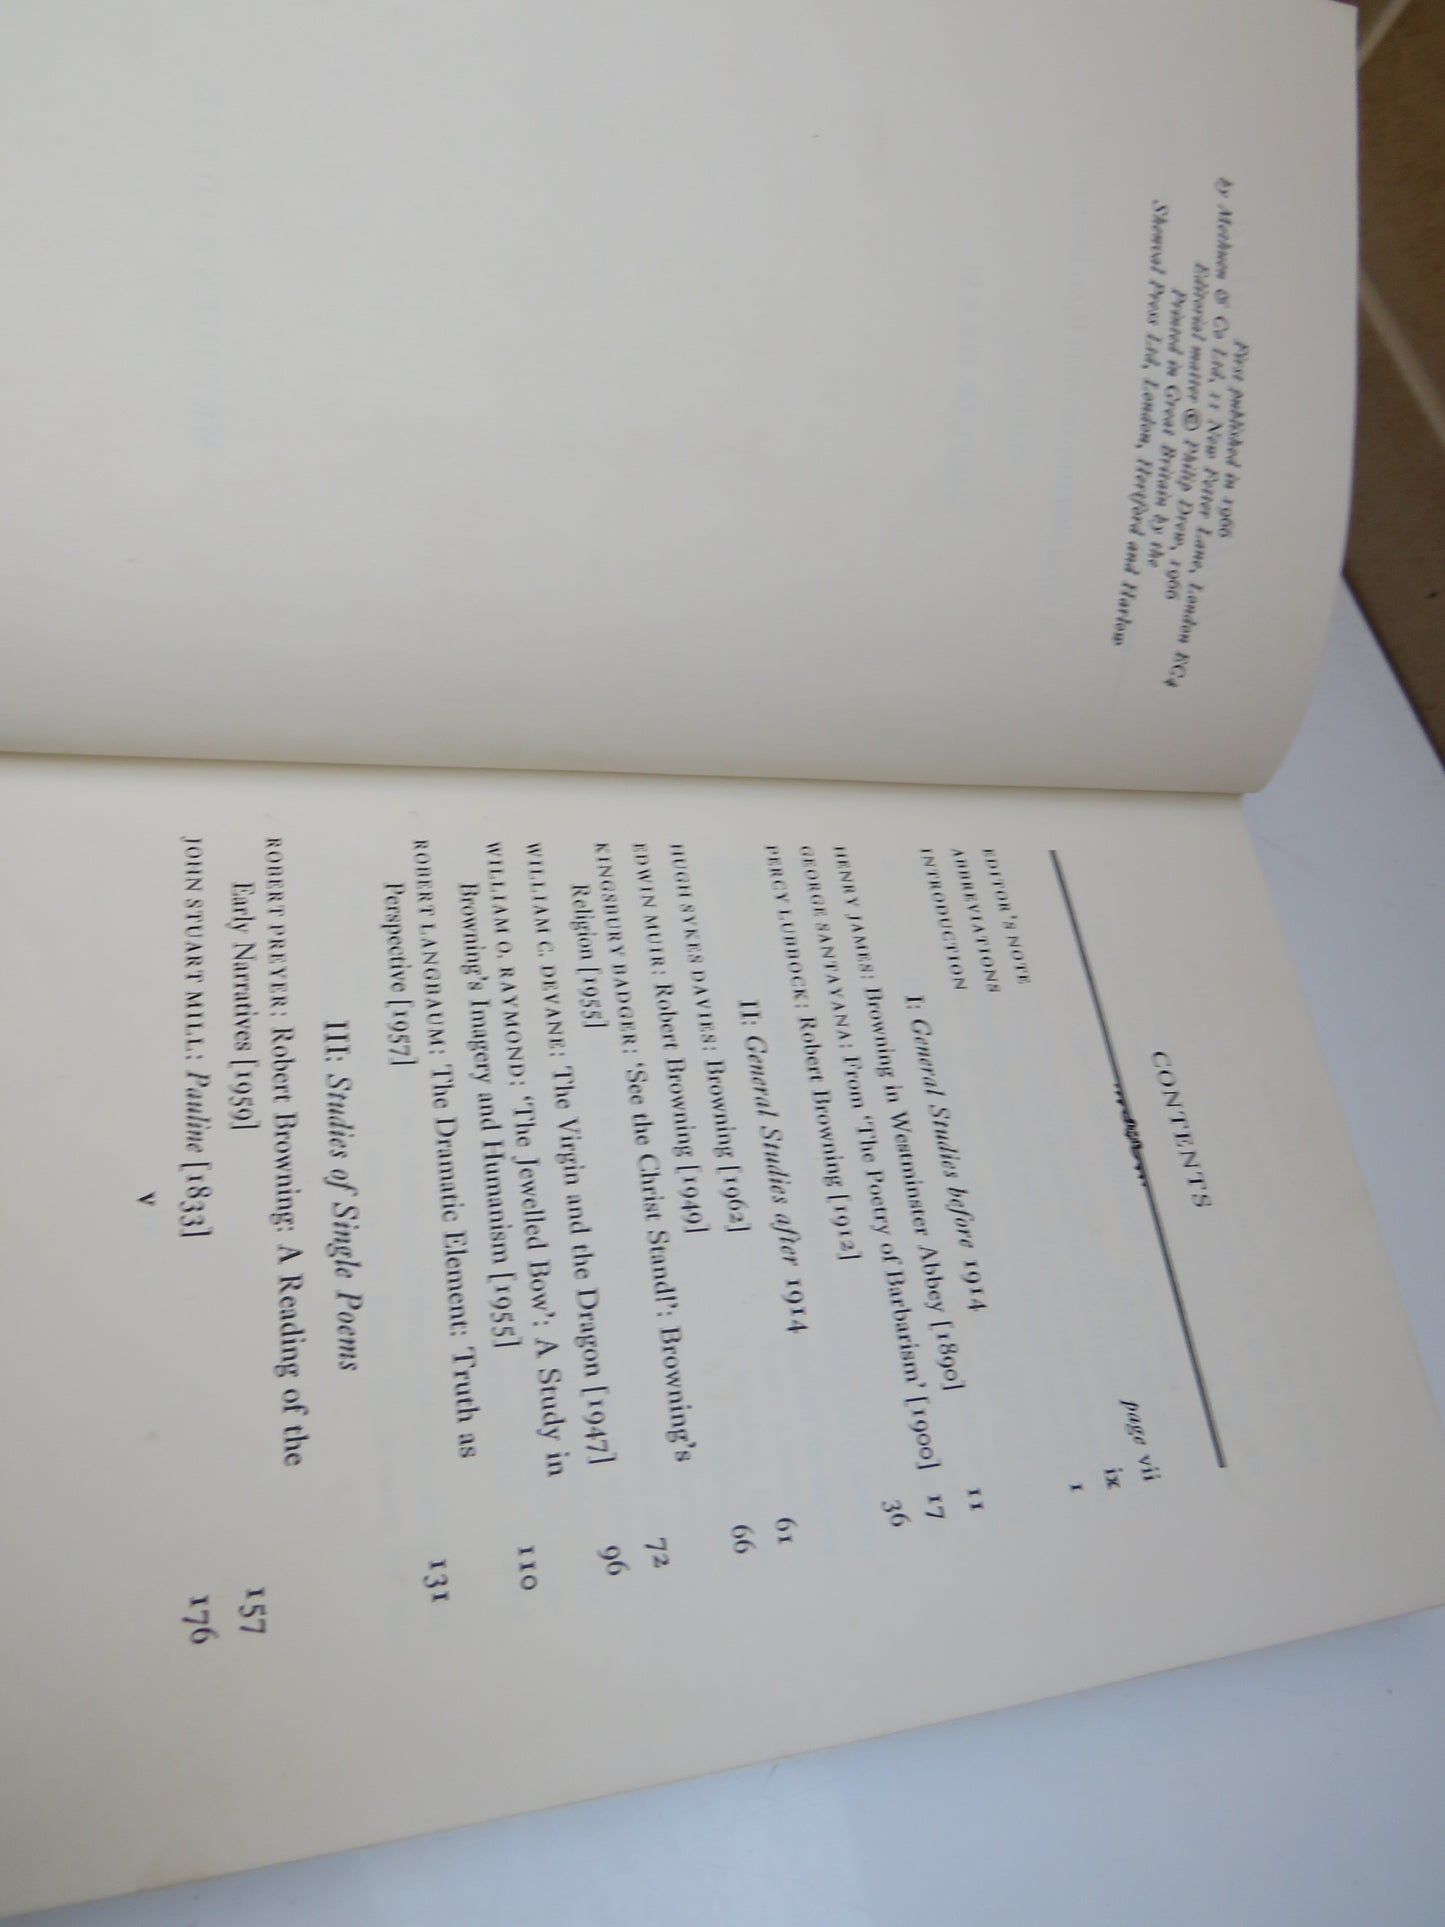 First published in 1966
by Methuen & Co Ltd, 11 New Fetter Lane, London EC4
Editorial matter © Philip Drew, 1966
Printed in Great Britain by the
Shenval Press Ltd, London, Hertford and Harlow
CONTENTS
EDITOR'S NOTE page vii
ABBREVIATIONS ix
INTRODUCTION 1
I: General Studies before 1914
HENRY JAMES: Browning in Westminster Abbey [1890] 11
GEORGE SANTAYANA: From 'The Poetry of Barbarism' [1900] 17
PERCY LUBBOCK: Robert Browning [1912] 36
II: General Studies after 1914
HUGH SYKES DAVIES: Browning [1962] 61
EDWIN MUIR: Robert Browning [1949] 66
KINGSBURY BADGER: 'See the Christ Stand!': Browning's
Religion [1955] 72
WILLIAM C. DEVANE: The Virgin and the Dragon [1947] 96
WILLIAM O. RAYMOND: 'The Jewelled Bow': A Study in
Browning's Imagery and Humanism [1955] 110
ROBERT LANGBAUM: The Dramatic Element: Truth as
Perspective [1957] 131
III: Studies of Single Poems
ROBERT PREYER: Robert Browning: A Reading of the
Early Narratives [1959] 157
JOHN STUART MILL: Pauline [1833] 176
v